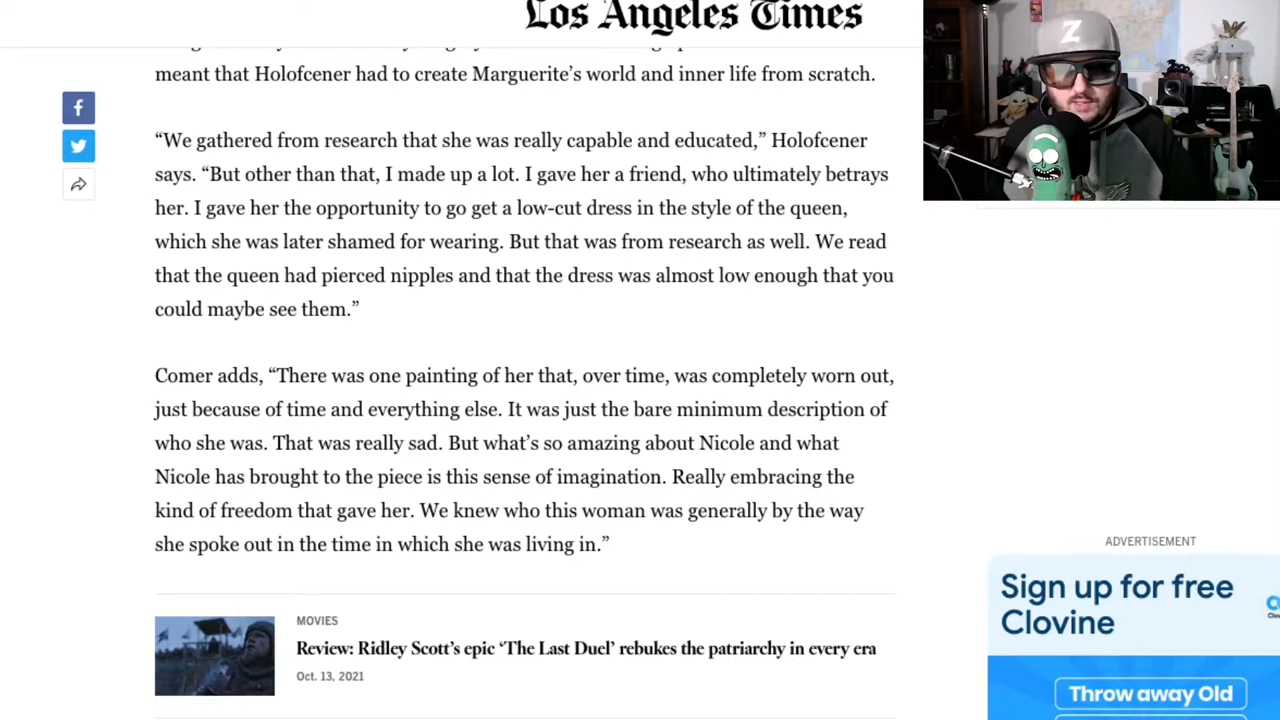 Los Angeles Times
meant that Holofcener had to create Marguerite’s world and inner life from scratch.
“We gathered from research that she was really capable and educated,” Holofcener
says. “But other than that, I made up a lot. I gave her a friend, who ultimately betrays
her. I gave her the opportunity to go get a low-cut dress in the style of the queen,
which she was later shamed for wearing. But that was from research as well. We read
that the queen had pierced nipples and that the dress was almost low enough that you
could maybe see them.”
Comer adds, “There was one painting of her that, over time, was completely worn out,
just because of time and everything else. It was just the bare minimum description of
who she was. That was really sad. But what’s so amazing about Nicole and what
Nicole has brought to the piece is this sense of imagination. Really embracing the
kind of freedom that gave her. We knew who this woman was generally by the way
she spoke out in the time in which she was living in.”
MOVIES
Review: Ridley Scott’s epic ‘The Last Duel’ rebukes the patriarchy in every era
Oct. 13, 2021
Z
ADVERTISEMENT
Sign up for free
Clovine
Throw away Old